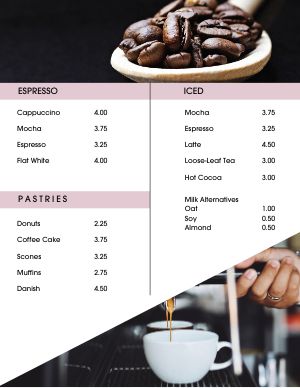 ESPRESSO
Cappuccino 4.00
Mocha 3.75
Espresso 3.25
Flat White 4.00
PASTRIES
Donuts 2.25
Coffee Cake 3.75
Scones 3.25
Muffins 2.75
Danish 4.50
ICED
Mocha 3.75
Espresso 3.25
Latte 4.50
Loose-Leaf Tea 3.00
Hot Cocoa 3.00
Milk Alternatives
Oat 1.00
Soy 0.50
Almond 0.50